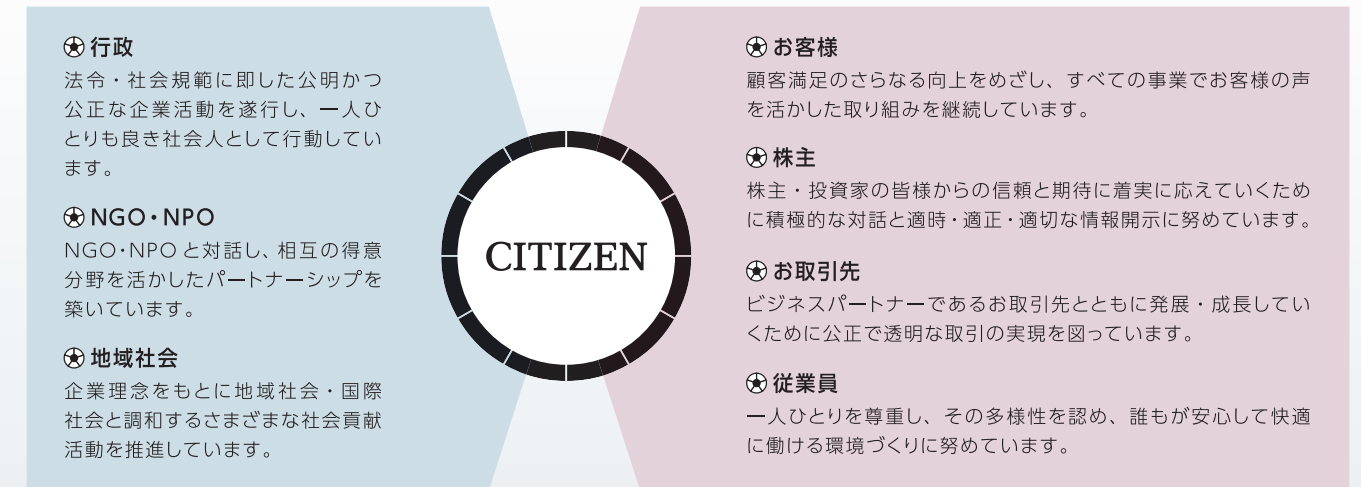 行政
法令・社会規範に即した公明かつ
公正な企業活動を遂行し、一人ひ
とりも良き社会人として行動してい
ます。
NGO・NPO
NGO・NPOと対話し、相互の得意
分野を活かしたパートナーシップを
築いています。
地域社会
企業理念をもとに地域社会・国際
社会と調和するさまざまな社会貢献
活動を推進しています。
CITIZEN
お客様
顧客満足のさらなる向上をめざし、すべての事業でお客様の声
を活かした取り組みを継続しています。
株主
株主・投資家の皆様からの信頼と期待に着実に応えていくため
に積極的な対話と適時・適正・適切な情報開示に努めています。
お取引先
ビジネスパートナーであるお取引先とともに発展・成長してい
くために公正で透明な取引の実現を図っています。
従業員
一人ひとりを尊重し、その多様性を認め、誰もが安心して快適
に働ける環境づくりに努めています。